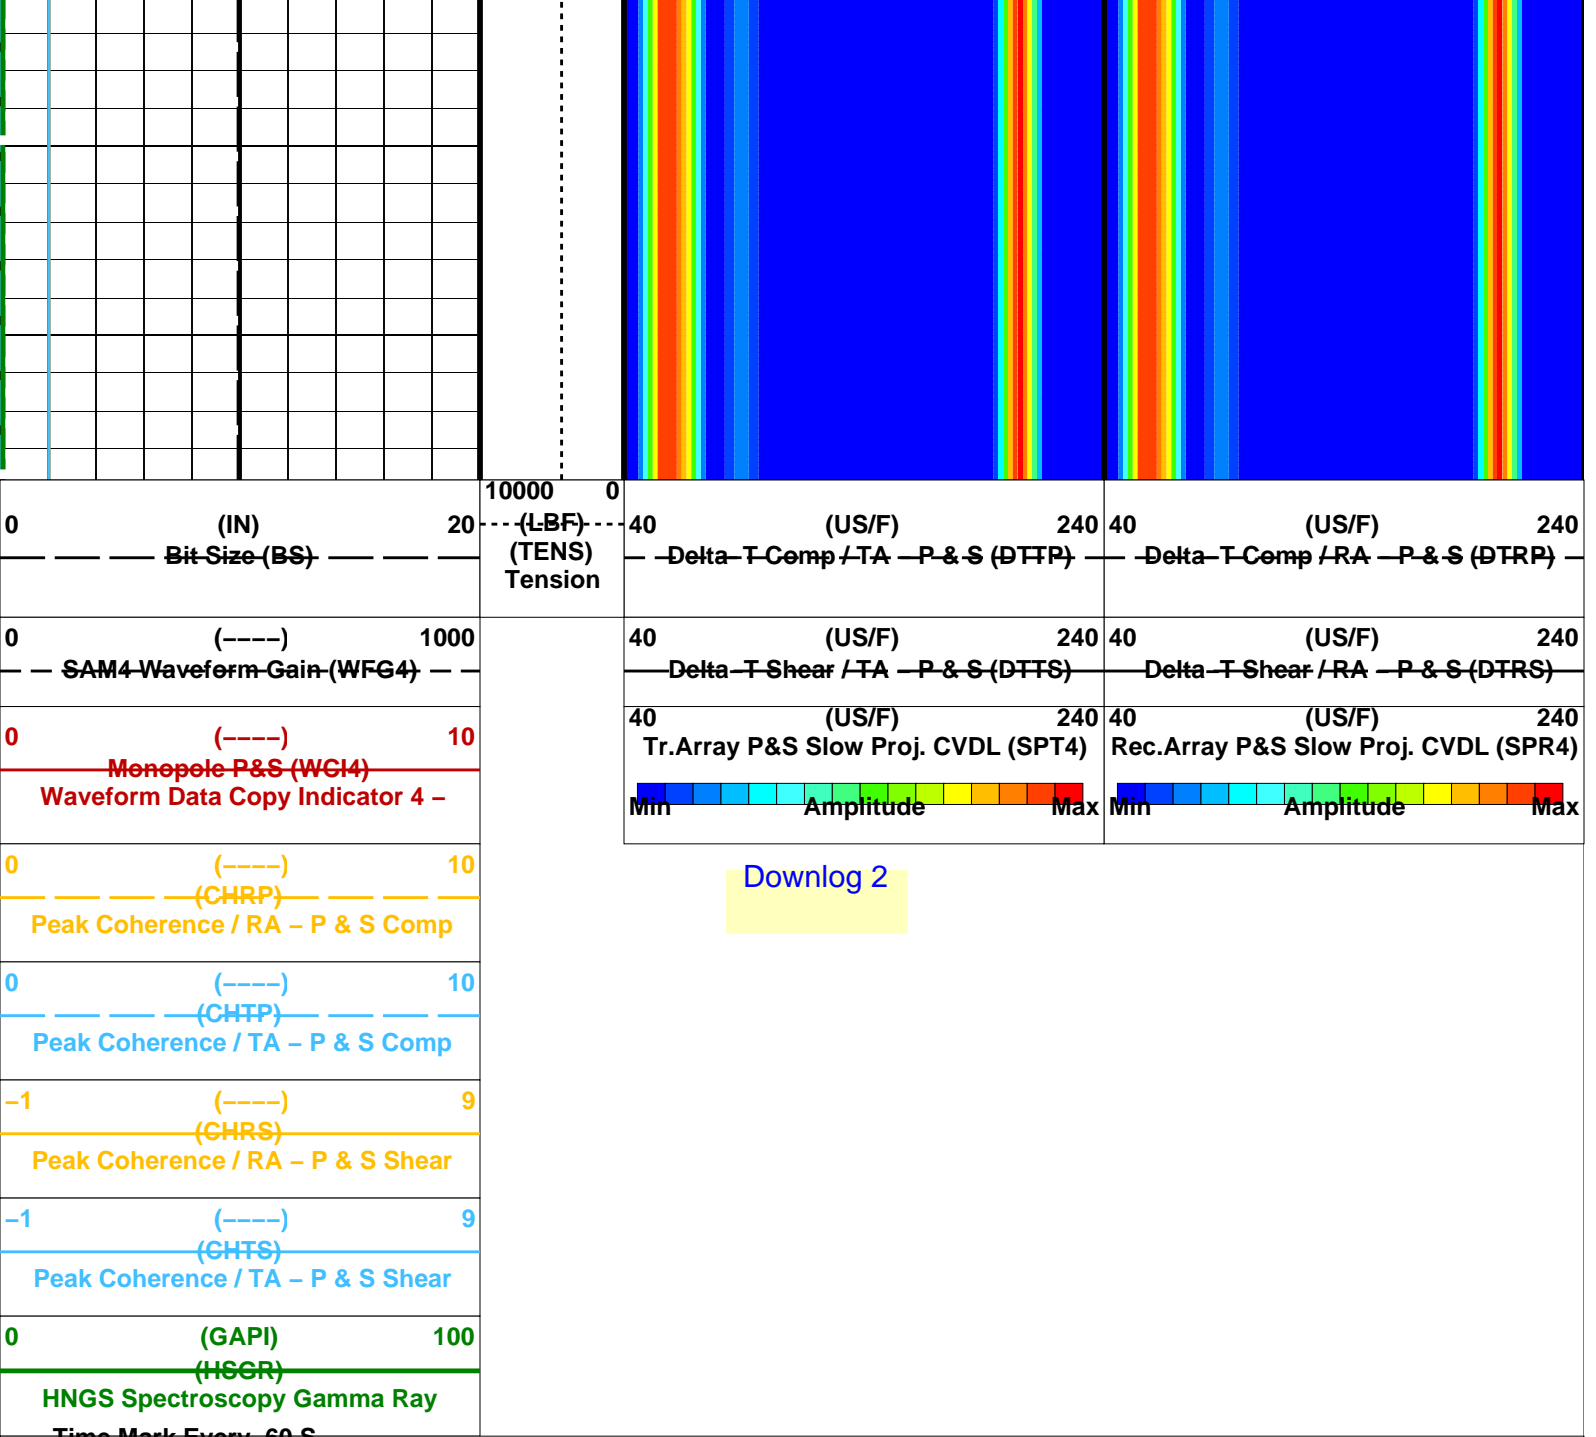 10000 0
(LBF)
(TENS)
Tension
0 (IN) 20
Bit Size (BS)
40 (US/F) 240
Delta-T Comp / TA – P & S (DTTP)
40 (US/F) 240
Delta-T Comp / RA – P & S (DTRP)
0 (––––) 1000
SAM4 Waveform Gain (WFG4)
40 (US/F) 240
Delta-T Shear / TA – P & S (DTTS)
40 (US/F) 240
Delta-T Shear / RA – P & S (DTRS)
0 (––––) 10
Monopole P&S (WCI4)
Waveform Data Copy Indicator 4 –
40 (US/F) 240
Tr.Array P&S Slow Proj. CVDL (SPT4)
Min Amplitude Max
40 (US/F) 240
Rec.Array P&S Slow Proj. CVDL (SPR4)
Min Amplitude Max
0 (––––) 10
(CHRP)
Peak Coherence / RA – P & S Comp
Downlog 2
0 (––––) 10
(CHTP)
Peak Coherence / TA – P & S Comp
–1 (––––) 9
(CHRS)
Peak Coherence / RA – P & S Shear
–1 (––––) 9
(CHTS)
Peak Coherence / TA – P & S Shear
0 (GAPI) 100
(HSGR)
HNGS Spectroscopy Gamma Ray
Time Mark Every 60 S